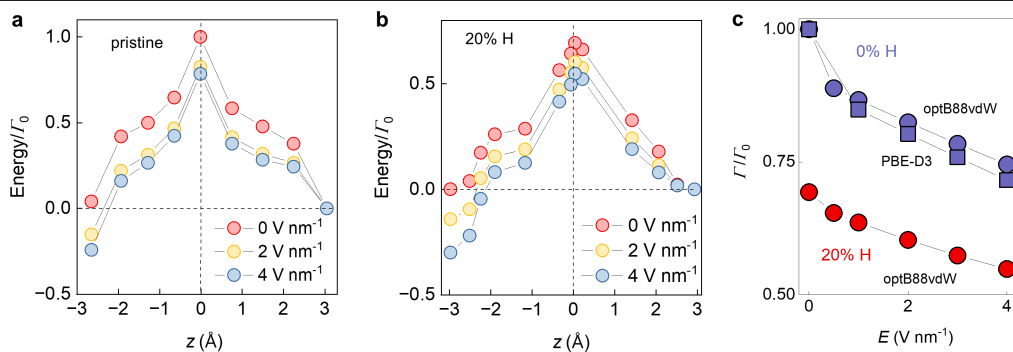 a
pristine
1.0
0.5
0.0
−0.5
Energy/Γ₀
0 V nm⁻¹
2 V nm⁻¹
4 V nm⁻¹
−3 −2 −1 0 1 2 3
z (Å)
b
20% H
0.5
0.0
−0.5
Energy/Γ₀
0 V nm⁻¹
2 V nm⁻¹
4 V nm⁻¹
−3 −2 −1 0 1 2 3
z (Å)
c
1.00
0.75
0.50
Γ/Γ₀
0% H
optB88vdW
PBE-D3
20% H
optB88vdW
0 2 4
E (V nm⁻¹)